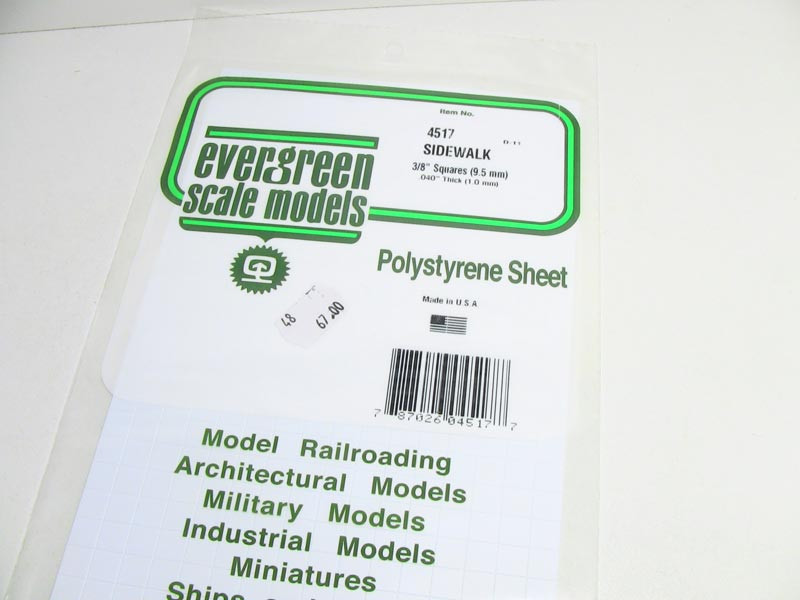 Item No.
4517
D-11
SIDEWALK
3/8" Squares (9.5 mm)
.040" Thick (1.0 mm)
evergreen
scale models
Polystyrene Sheet
Made in U S A
48
67.00
7 87026 04517 7
Model Railroading
Architectural Models
Military Models
Industrial Models
Miniatures
Ships